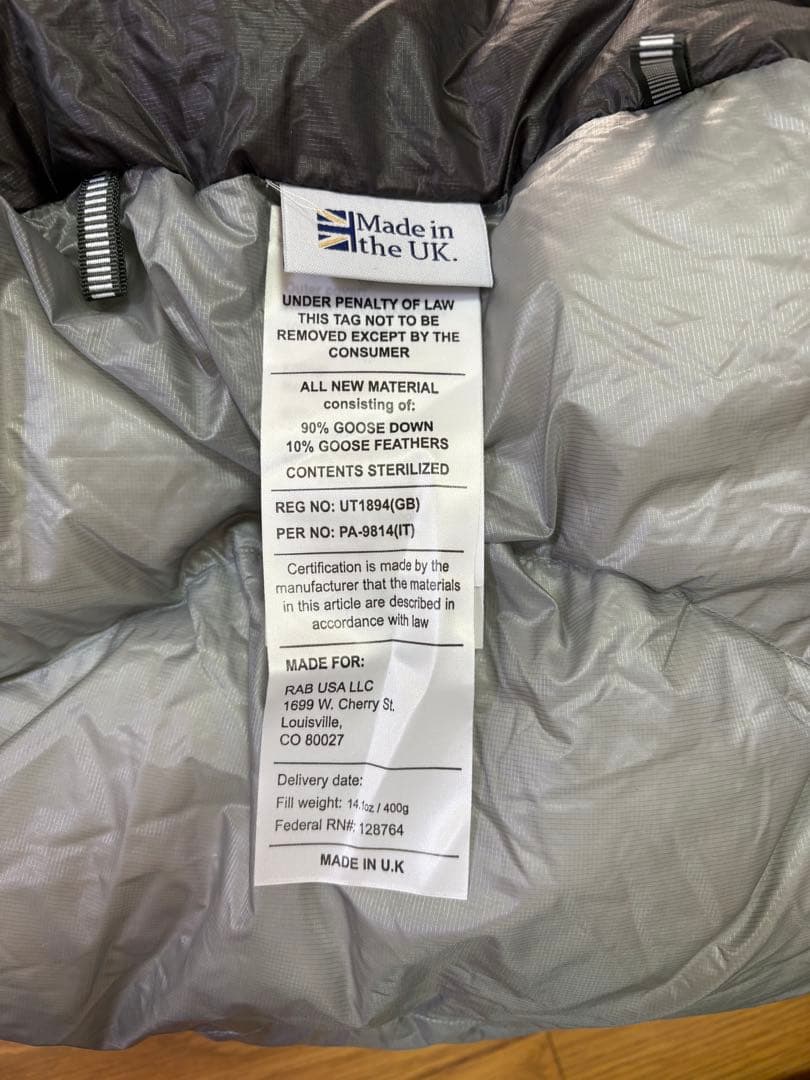 Made in
the UK.
UNDER PENALTY OF LAW
THIS TAG NOT TO BE
REMOVED EXCEPT BY THE
CONSUMER
ALL NEW MATERIAL
consisting of:
90% GOOSE DOWN
10% GOOSE FEATHERS
CONTENTS STERILIZED
REG NO: UT1894(GB)
PER NO: PA-9814(IT)
Certification is made by the
manufacturer that the materials
in this article are described in
accordance with law
MADE FOR:
RAB USA LLC
1699 W. Cherry St.
Louisville,
CO 80027
Delivery date:
Fill weight: 14.1oz / 400g
Federal RN#: 128764
MADE IN U.K